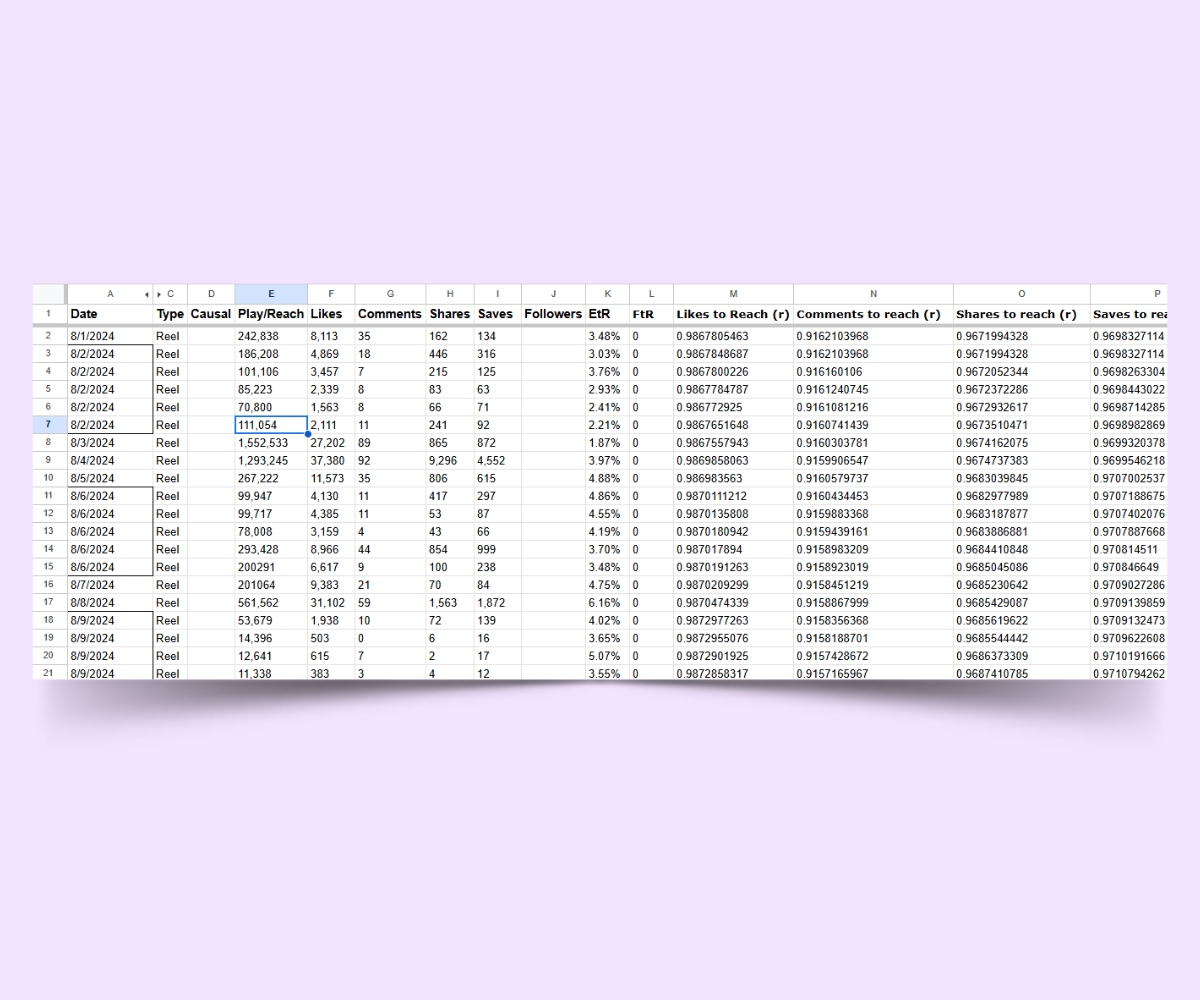 A C D E F G H I J K L M N O P
1 Date Type Causal Play/Reach Likes Comments Shares Saves Followers EtR FtR Likes to Reach (r) Comments to reach (r) Shares to reach (r) Saves to rea
2 8/1/2024 Reel 242,838 8,113 35 162 134 3.48% 0 0.9867805463 0.9162103968 0.9671994328 0.9698327114
3 8/2/2024 Reel 186,208 4,869 18 446 316 3.03% 0 0.9867848687 0.9162103968 0.9671994328 0.9698327114
4 8/2/2024 Reel 101,106 3,457 7 215 125 3.76% 0 0.9867800226 0.916160106 0.9672052344 0.9698263304
5 8/2/2024 Reel 85,223 2,339 8 83 63 2.93% 0 0.9867784787 0.9161240745 0.9672372286 0.9698443022
6 8/2/2024 Reel 70,800 1,563 8 66 71 2.41% 0 0.986772925 0.9161081216 0.9672932617 0.9698714285
7 8/2/2024 Reel 111,054 2,111 11 241 92 2.21% 0 0.9867651648 0.9160741439 0.9673510471 0.9698982869
8 8/3/2024 Reel 1,552,533 27,202 89 865 872 1.87% 0 0.9867557943 0.9160303781 0.9674162075 0.9699320378
9 8/4/2024 Reel 1,293,245 37,380 92 9,296 4,552 3.97% 0 0.9869858063 0.9159906547 0.9674737383 0.9699546218
10 8/5/2024 Reel 267,222 11,573 35 806 615 4.88% 0 0.986983563 0.9160579737 0.9683039845 0.9707002537
11 8/6/2024 Reel 99,947 4,130 11 417 297 4.86% 0 0.9870111212 0.9160434453 0.9682977989 0.9707188675
12 8/6/2024 Reel 99,717 4,385 11 53 87 4.55% 0 0.9870135808 0.9159883368 0.9683187877 0.9707402076
13 8/6/2024 Reel 78,008 3,159 4 43 66 4.19% 0 0.9870180942 0.9159439161 0.9683886881 0.9707887668
14 8/6/2024 Reel 293,428 8,966 44 854 999 3.70% 0 0.987017894 0.9158983209 0.9684410848 0.970814511
15 8/6/2024 Reel 200291 6,617 9 100 238 3.48% 0 0.9870191263 0.9158923019 0.9685045086 0.970846649
16 8/7/2024 Reel 201064 9,383 21 70 84 4.75% 0 0.9870209299 0.9158451219 0.9685230642 0.9709027286
17 8/8/2024 Reel 561,562 31,102 59 1,563 1,872 6.16% 0 0.9870474339 0.9158867999 0.9685429087 0.9709139859
18 8/9/2024 Reel 53,679 1,938 10 72 139 4.02% 0 0.9872977263 0.9158356368 0.9685619622 0.9709132473
19 8/9/2024 Reel 14,396 503 0 6 16 3.65% 0 0.9872955076 0.9158188701 0.9685544442 0.9709622608
20 8/9/2024 Reel 12,641 615 7 2 17 5.07% 0 0.9872901925 0.9157428672 0.9686373309 0.9710191666
21 8/9/2024 Reel 11,338 383 3 4 12 3.55% 0 0.9872858317 0.9157165967 0.9687410785 0.9710794262